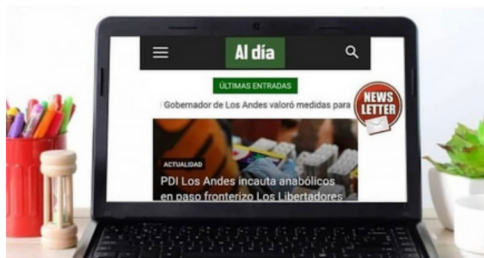 Al día
ÚLTIMAS ENTRADAS
Gobernador de Los Andes valoró medidas para
NEWS
LETTER
ACTUALIDAD
PDI Los Andes incauta anabólicos
en paso fronterizo Los Libertadores